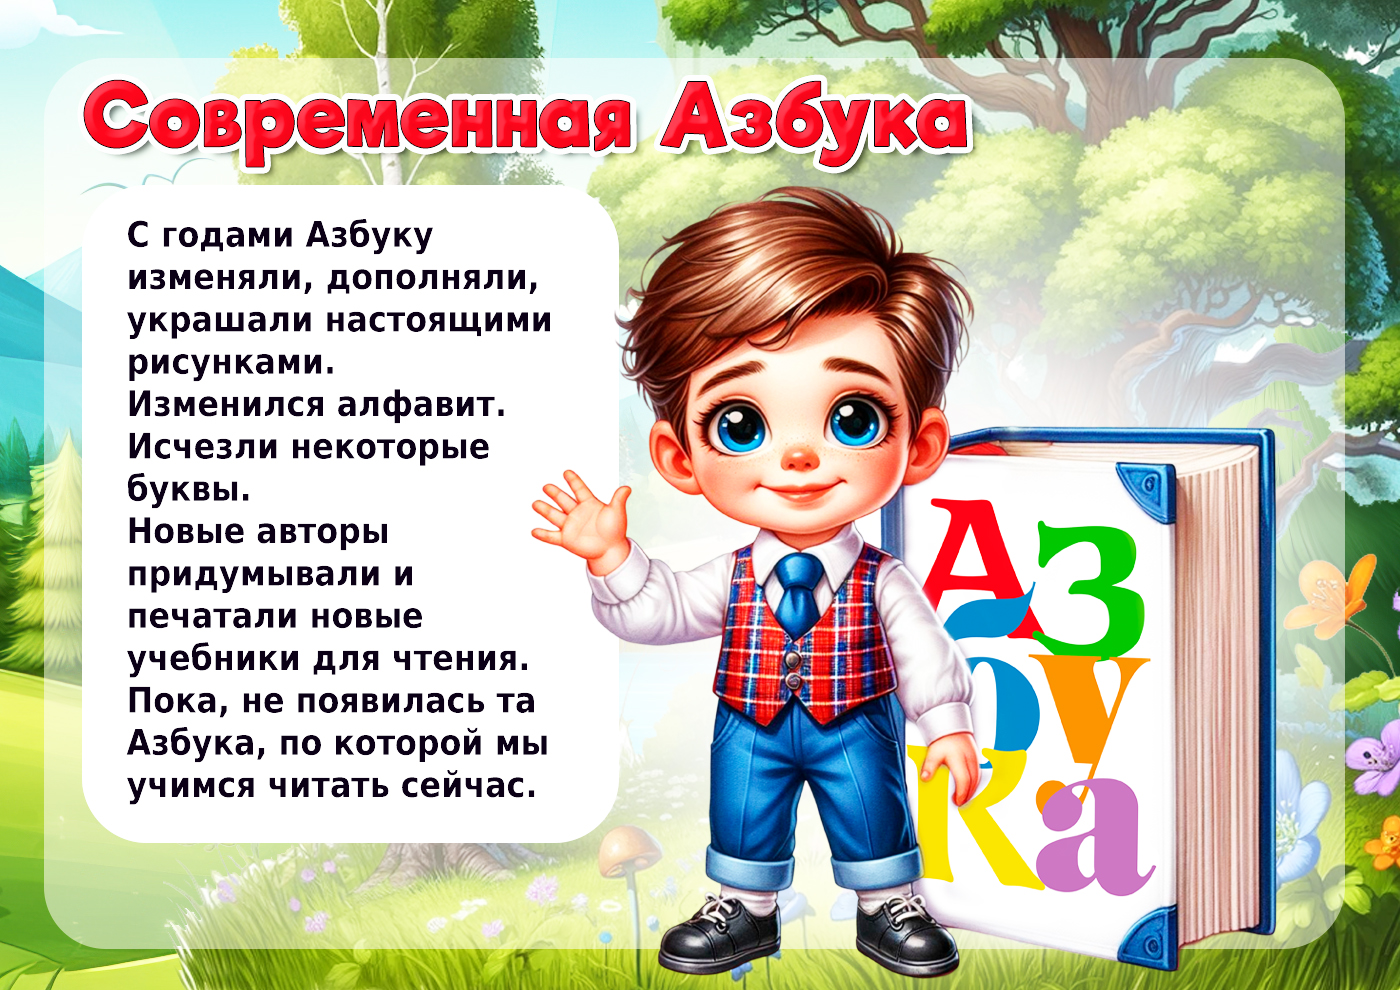 Современная Азбука
С годами Азбуку
изменяли, дополняли,
украшали настоящими
рисунками.
Изменился алфавит.
Исчезли некоторые
буквы.
Новые авторы
придумывали и
печатали новые
учебники для чтения.
Пока, не появилась та
Азбука, по которой мы
учимся читать сейчас.
Аз
бу
ка